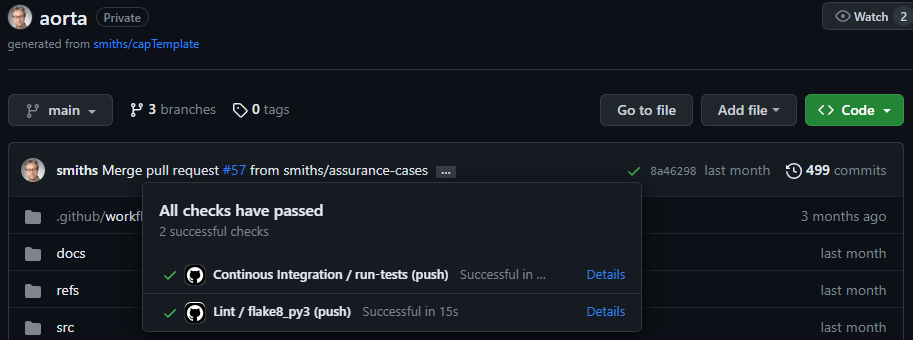 aorta Private Watch 2
generated from smiths/capTemplate
main 3 branches 0 tags Go to file Add file Code
smiths Merge pull request #57 from smiths/assurance-cases ... 8a46298 last month 499 commits
All checks have passed
.github/workfl 3 months ago
2 successful checks
docs last month
Continous Integration / run-tests (push) Successful in ... Details
refs last month
Lint / flake8_py3 (push) Successful in 15s Details
src last month